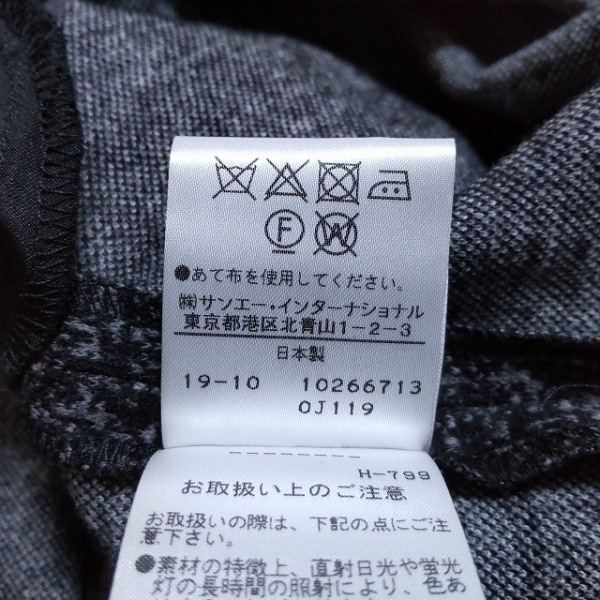 F
W
●あて布を使用してください。
㈱サンエー・インターナショナル
東京都港区北青山1-2-3
日本製
19-10 10266713
0J119
H-799
お取扱い上のご注意
お取扱いの際は、下記の点にご注
意下さい。
●素材の特徴上、直射日光や蛍光
灯の長時間の照射により、色あ